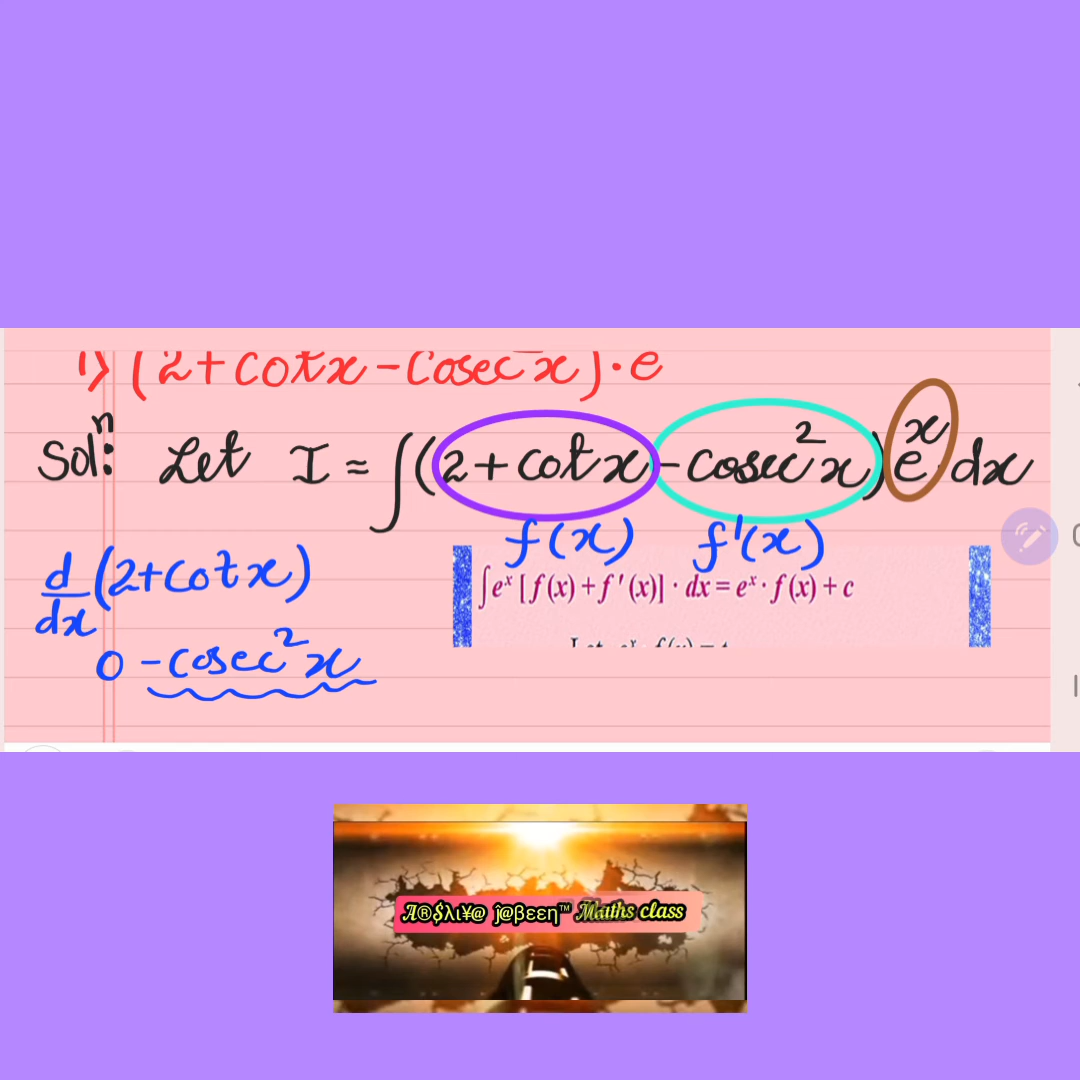 1) (2+cotx-cosec²x).e
Solⁿ: Let I = ∫(2+cotx-cosec²x)eˣ.dx
f(x) f'(x)
d/dx (2+cotx)
∫eˣ [f(x)+f'(x)]·dx=eˣ·f(x)+c
0 -cosec²x
Ꭿ®$λι¥@ ĵ@βεεη™ Maths class